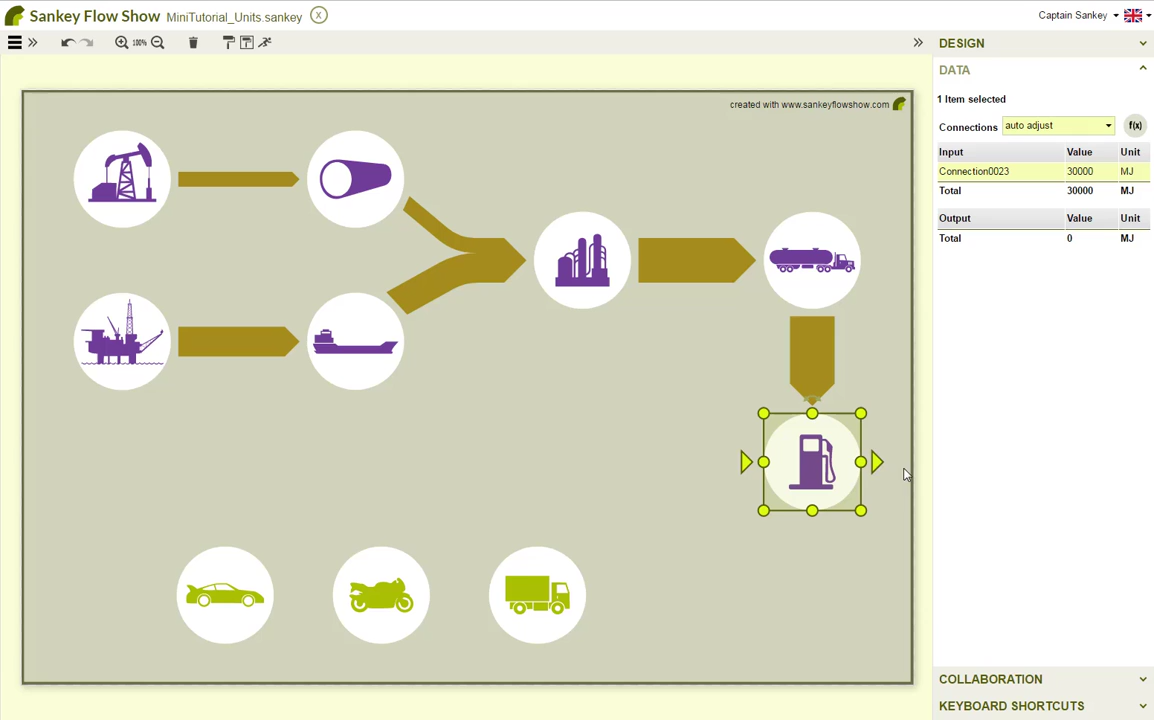 Sankey Flow Show MiniTutorial_Units.sankey X
Captain Sankey
100%
DESIGN
DATA
1 Item selected
Connections auto adjust f(x)
Input Value Unit
Connection0023 30000 MJ
Total 30000 MJ
Output Value Unit
Total 0 MJ
created with www.sankeyflowshow.com
COLLABORATION
KEYBOARD SHORTCUTS